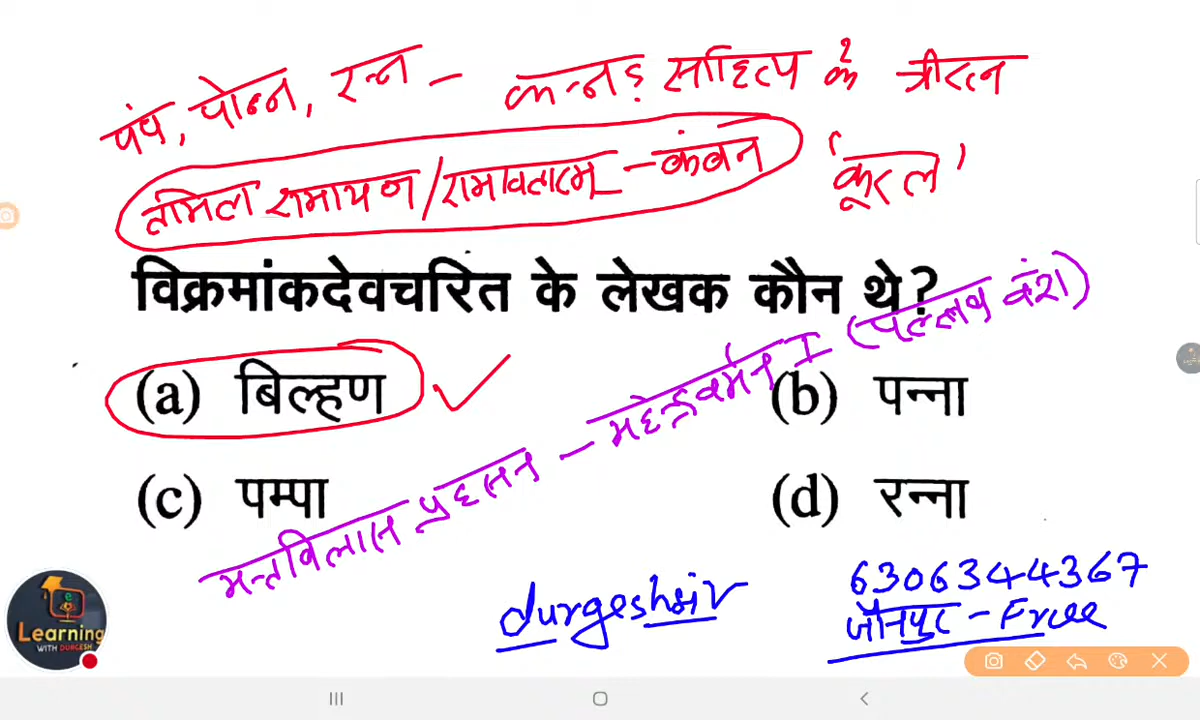 पंप, पोन्न, रन्न – कन्नड़ साहित्य के त्रीरत्न
तमिल रामायण/रामावतारम् – कंबन 'कूरल'
विक्रमांकदेवचरित के लेखक कौन थे?
(a) बिल्हण ✓ (b) पन्ना
(c) पम्पा (d) रन्ना
मत्तविलास प्रहसन – महेन्द्रवर्मन I (पल्लव वंश)
durgeshsir
6306344367
जौनपुर – Free
Learning
WITH DURGESH